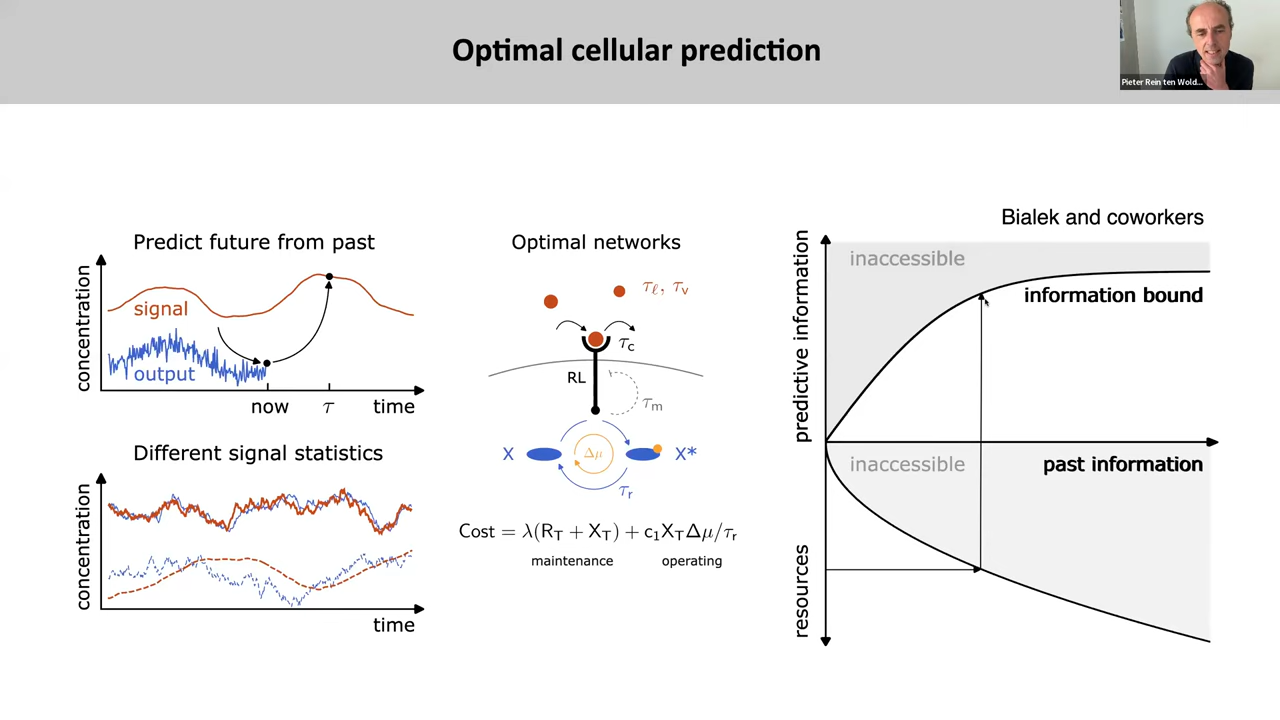 Optimal cellular prediction
Pieter Rein ten Wold...
Predict future from past
concentration
signal
output
now
τ
time
Different signal statistics
concentration
time
Optimal networks
τℓ, τv
τc
RL
τm
X
Δμ
X*
τr
Cost = λ(RT + XT) + c1XTΔμ/τr
maintenance
operating
Bialek and coworkers
predictive information
inaccessible
information bound
inaccessible
past information
resources